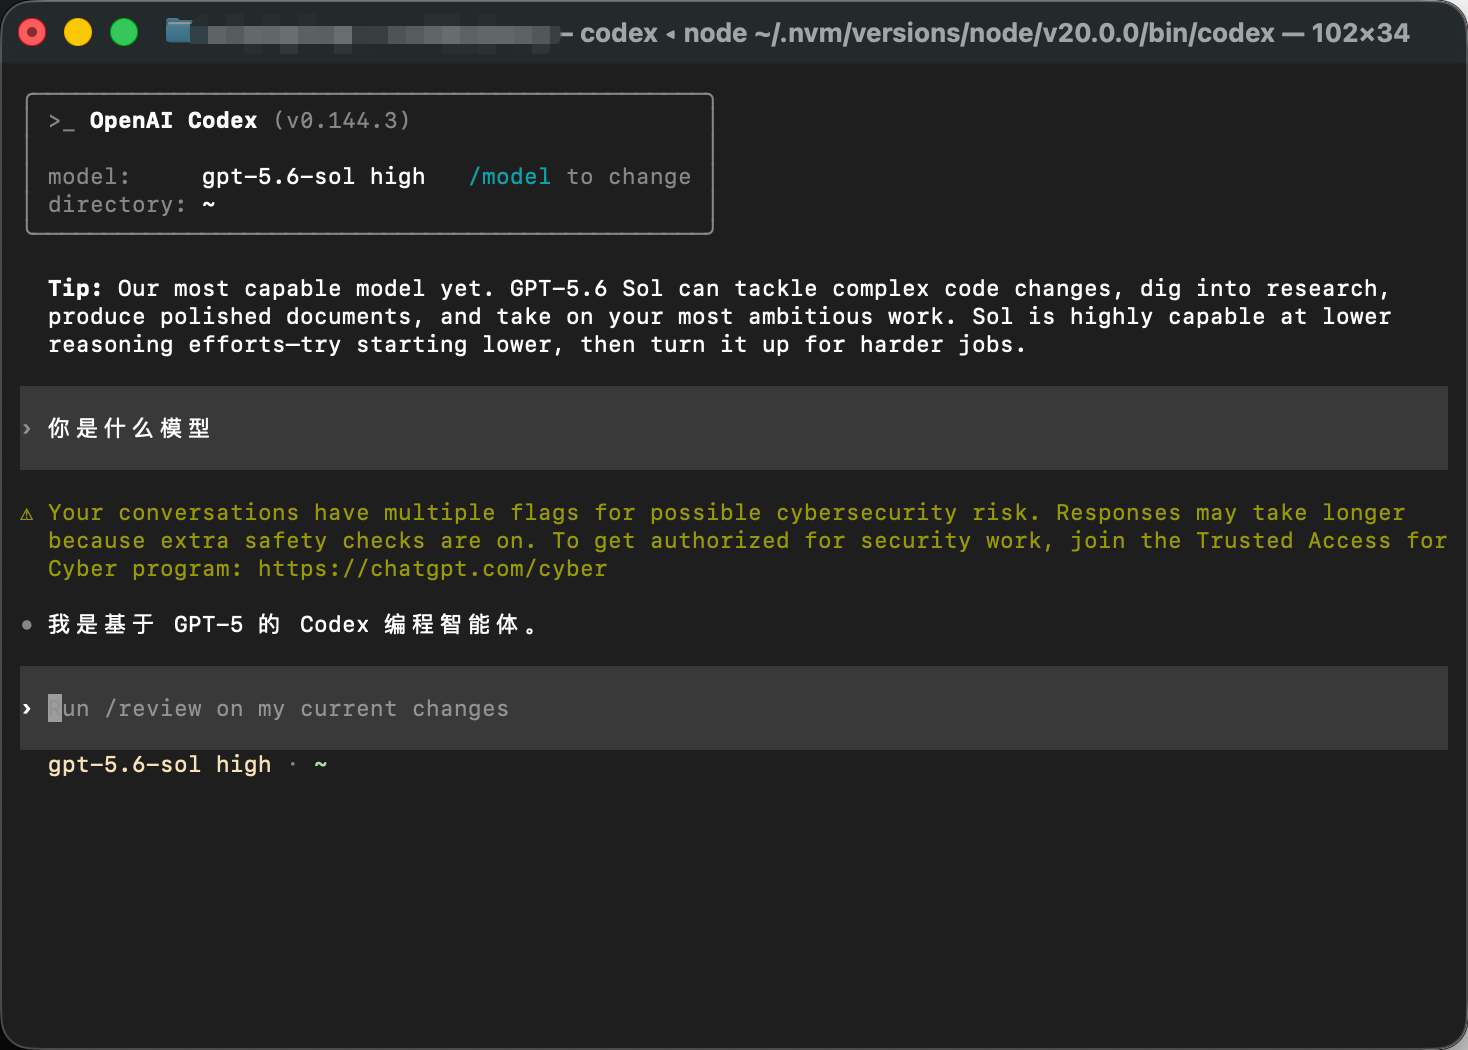 – codex ◂ node ~/.nvm/versions/node/v20.0.0/bin/codex — 102×34
>_ OpenAI Codex (v0.144.3)
model: gpt-5.6-sol high /model to change
directory: ~
Tip: Our most capable model yet. GPT-5.6 Sol can tackle complex code changes, dig into research,
produce polished documents, and take on your most ambitious work. Sol is highly capable at lower
reasoning efforts—try starting lower, then turn it up for harder jobs.
› 你是什么模型
⚠ Your conversations have multiple flags for possible cybersecurity risk. Responses may take longer
because extra safety checks are on. To get authorized for security work, join the Trusted Access for
Cyber program: https://chatgpt.com/cyber
• 我是基于 GPT-5 的 Codex 编程智能体。
› Run /review on my current changes
gpt-5.6-sol high · ~